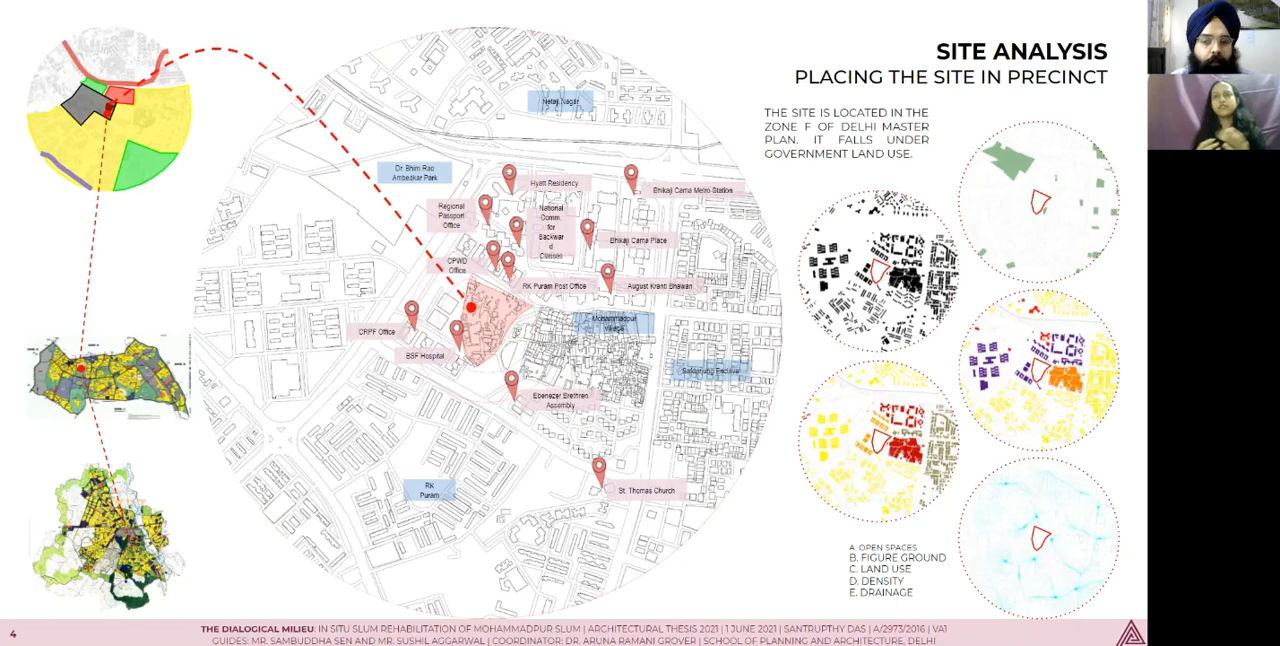 SITE ANALYSIS
PLACING THE SITE IN PRECINCT
THE SITE IS LOCATED IN THE
ZONE F OF DELHI MASTER
PLAN. IT FALLS UNDER
GOVERNMENT LAND USE.
Netaji Nagar
Dr. Bhim Rao
Ambedkar Park
Hyatt Residency
Bhikaji Cama Metro Station
Regional
Passport
Office
National
Comm.
for
Backwar
d
Classes
Bhikaji Cama Place
CPWD
Office
RK Puram Post Office
August Kranti Bhawan
Mohammadpur
Village
CRPF Office
BSF Hospital
Safdarjung Enclave
Ebenezer Brethren
Assembly
RK
Puram
St. Thomas Church
A. OPEN SPACES
B. FIGURE GROUND
C. LAND USE
D. DENSITY
E. DRAINAGE
4
THE DIALOGICAL MILIEU: IN SITU SLUM REHABILITATION OF MOHAMMADPUR SLUM | ARCHITECTURAL THESIS 2021 | 1 JUNE 2021 | SANTRUPTHY DAS | A/2973/2016 | VA1
GUIDES: MR. SAMBUDDHA SEN AND MR. SUSHIL AGGARWAL | COORDINATOR: DR. ARUNA RAMANI GROVER | SCHOOL OF PLANNING AND ARCHITECTURE, DELHI